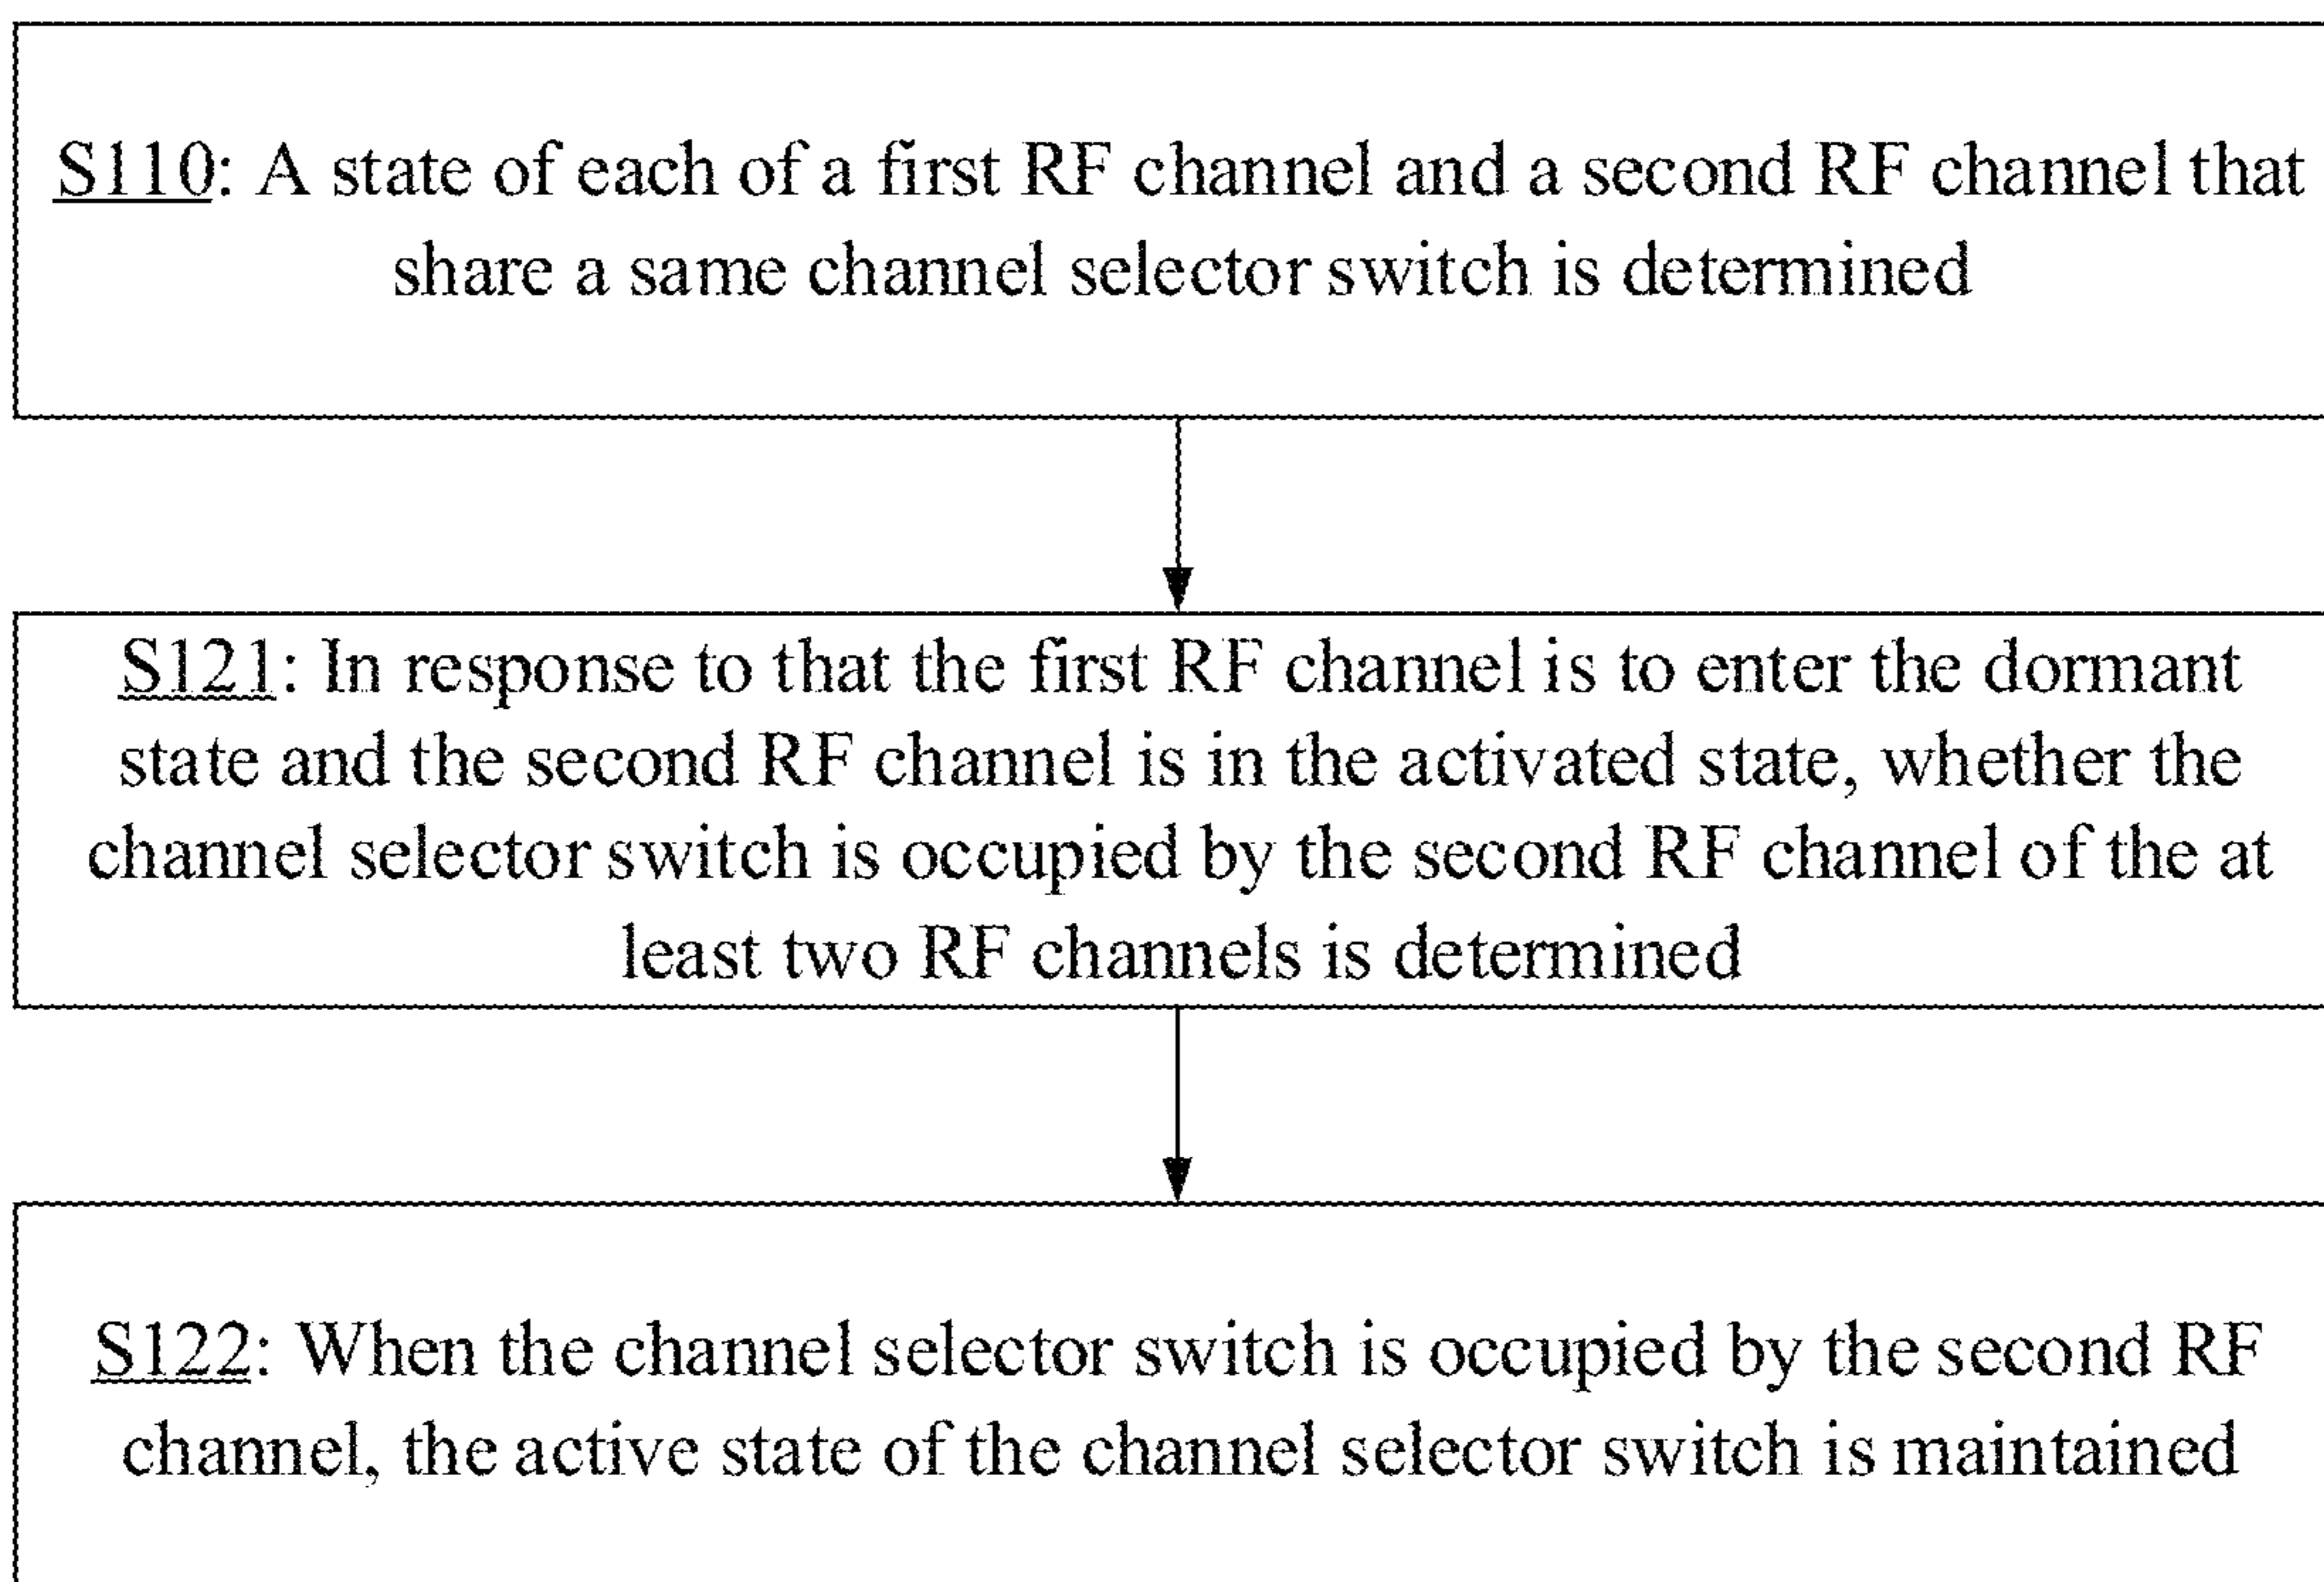 S110: A state of each of a first RF channel and a second RF channel that
share a same channel selector switch is determined
S121: In response to that the first RF channel is to enter the dormant
state and the second RF channel is in the activated state, whether the
channel selector switch is occupied by the second RF channel of the at
least two RF channels is determined
S122: When the channel selector switch is occupied by the second RF
channel, the active state of the channel selector switch is maintained